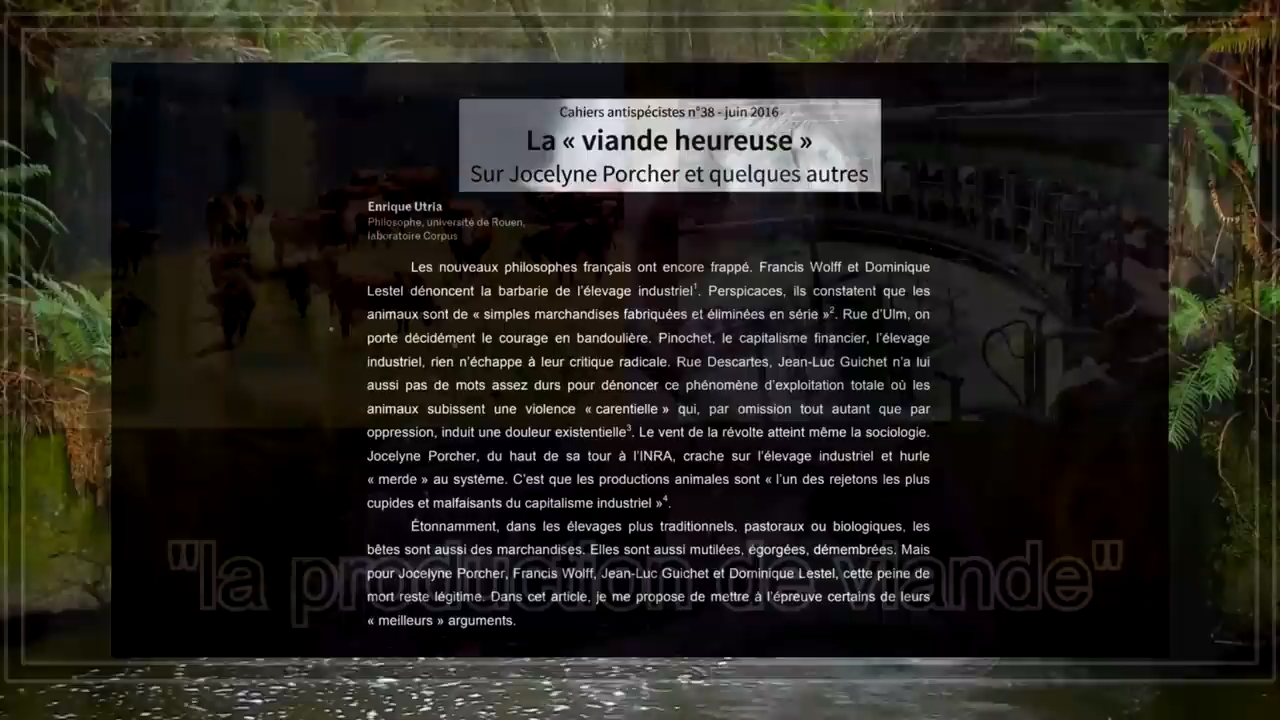 Cahiers antispécistes n°38 - juin 2016
La « viande heureuse »
Sur Jocelyne Porcher et quelques autres
Enrique Utria
Philosophe, université de Rouen,
laboratoire Corpus
Les nouveaux philosophes français ont encore frappé. Francis Wolff et Dominique
Lestel dénoncent la barbarie de l'élevage industriel¹. Perspicaces, ils constatent que les
animaux sont de « simples marchandises fabriquées et éliminées en série »². Rue d'Ulm, on
porte décidément le courage en bandoulière. Pinochet, le capitalisme financier, l'élevage
industriel, rien n'échappe à leur critique radicale. Rue Descartes, Jean-Luc Guichet n'a lui
aussi pas de mots assez durs pour dénoncer ce phénomène d'exploitation totale où les
animaux subissent une violence « carentielle » qui, par omission tout autant que par
oppression, induit une douleur existentielle³. Le vent de la révolte atteint même la sociologie.
Jocelyne Porcher, du haut de sa tour à l'INRA, crache sur l'élevage industriel et hurle
« merde » au système. C'est que les productions animales sont « l'un des rejetons les plus
cupides et malfaisants du capitalisme industriel »⁴.
Étonnamment, dans les élevages plus traditionnels, pastoraux ou biologiques, les
bêtes sont aussi des marchandises. Elles sont aussi mutilées, égorgées, démembrées. Mais
pour Jocelyne Porcher, Francis Wolff, Jean-Luc Guichet et Dominique Lestel, cette peine de
mort reste légitime. Dans cet article, je me propose de mettre à l'épreuve certains de leurs
« meilleurs » arguments.
"la production de viande"